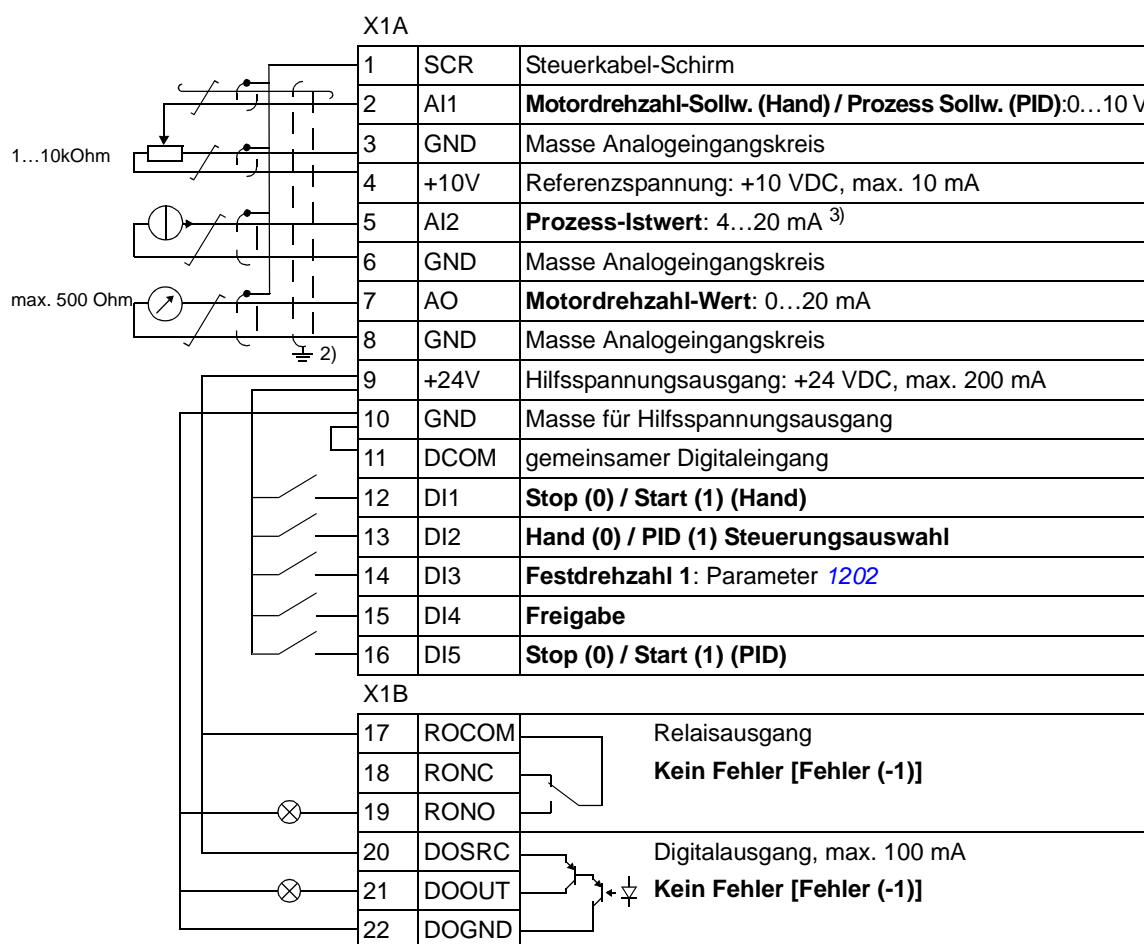 X1A
1 SCR Steuerkabel-Schirm
2 AI1 Motordrehzahl-Sollw. (Hand) / Prozess Sollw. (PID):0…10 V
1…10kOhm
3 GND Masse Analogeingangskreis
4 +10V Referenzspannung: +10 VDC, max. 10 mA
5 AI2 Prozess-Istwert: 4…20 mA 3)
6 GND Masse Analogeingangskreis
max. 500 Ohm
7 AO Motordrehzahl-Wert: 0…20 mA
8 GND Masse Analogeingangskreis
2)
9 +24V Hilfsspannungsausgang: +24 VDC, max. 200 mA
10 GND Masse für Hilfsspannungsausgang
11 DCOM gemeinsamer Digitaleingang
12 DI1 Stop (0) / Start (1) (Hand)
13 DI2 Hand (0) / PID (1) Steuerungsauswahl
14 DI3 Festdrehzahl 1: Parameter 1202
15 DI4 Freigabe
16 DI5 Stop (0) / Start (1) (PID)
X1B
17 ROCOM Relaisausgang
18 RONC Kein Fehler [Fehler (-1)]
19 RONO
20 DOSRC Digitalausgang, max. 100 mA
21 DOOUT Kein Fehler [Fehler (-1)]
22 DOGND